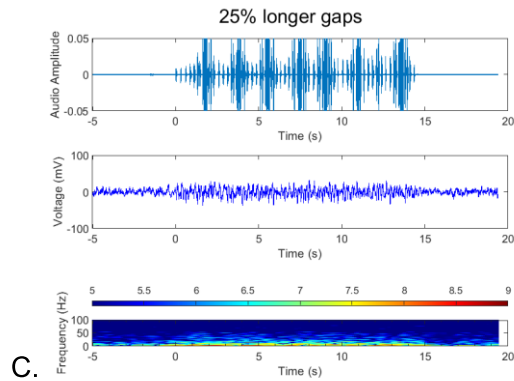 25% longer gaps
Audio Amplitude
0.05
0
-0.05
-5 0 5 10 15 20
Time (s)
Voltage (mV)
100
0
-100
-5 0 5 10 15 20
Time (s)
5 5.5 6 6.5 7 7.5 8 8.5 9
Frequency (Hz)
100
50
0
-5 0 5 10 15 20
Time (s)
C.